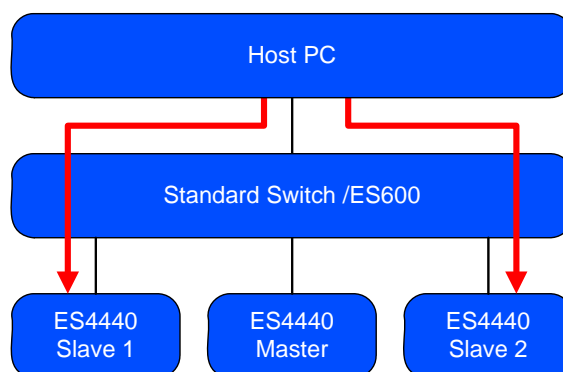 Host PC
Standard Switch /ES600
ES4440
Slave 1
ES4440
Master
ES4440
Slave 2